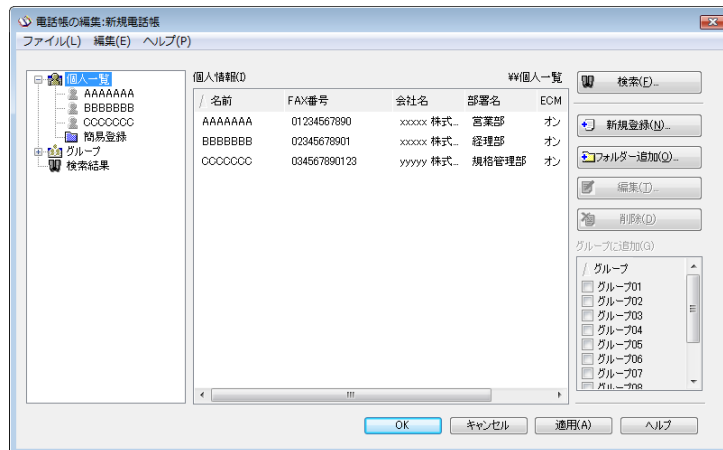 電話帳の編集:新規電話帳
ファイル(L) 編集(E) ヘルプ(P)
個人一覧
AAAAAAA
BBBBBBB
CCCCCCC
簡易登録
グループ
検索結果
個人情報(I) ¥¥個人一覧
/ 名前 FAX番号 会社名 部署名 ECM
AAAAAAA 01234567890 xxxxx 株式... 営業部 オン
BBBBBBB 02345678901 xxxxx 株式... 経理部 オン
CCCCCCC 034567890123 yyyyy 株式... 規格管理部 オン
検索(F)...
新規登録(N)...
フォルダー追加(O)...
編集(T)...
削除(D)
グループに追加(G)
/ グループ
グループ01
グループ02
グループ03
グループ04
グループ05
グループ06
グループ07
グループ08
OK キャンセル 適用(A) ヘルプ